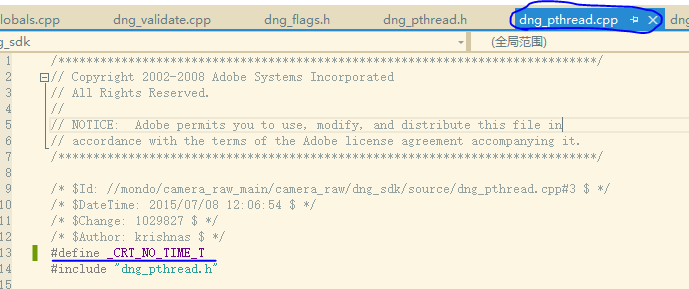 lobals.cpp dng_validate.cpp dng_flags.h dng_pthread.h dng_pthread.cpp dng
g_sdk (全局范围)
1 /*****************************************************************************/
2 // Copyright 2002-2008 Adobe Systems Incorporated
3 // All Rights Reserved.
4 //
5 // NOTICE:  Adobe permits you to use, modify, and distribute this file in
6 // accordance with the terms of the Adobe license agreement accompanying it.
7 /*****************************************************************************/
8
9 /* $Id: //mondo/camera_raw_main/camera_raw/dng_sdk/source/dng_pthread.cpp#3 $ */
10 /* $DateTime: 2015/07/08 12:06:54 $ */
11 /* $Change: 1029827 $ */
12 /* $Author: krishnas $ */
13 #define _CRT_NO_TIME_T
14 #include "dng_pthread.h"
15